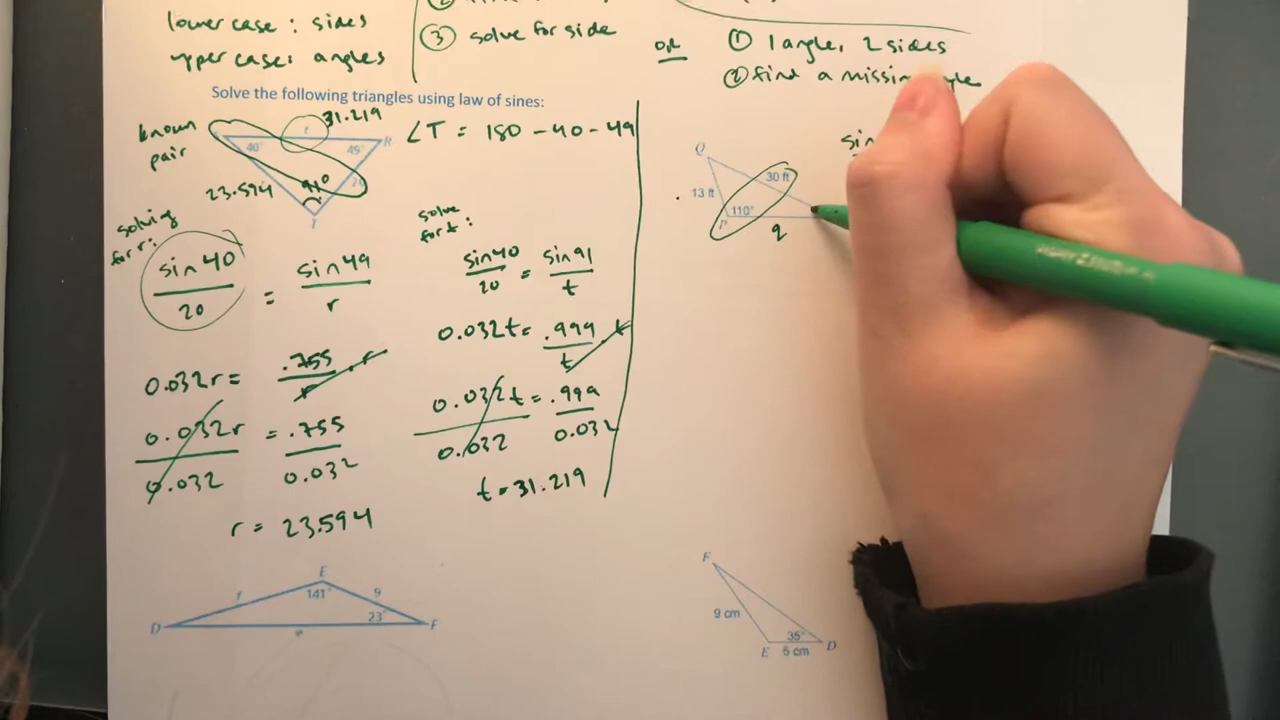 lower case : sides
upper case: angles
③ solve for side
OR
① 1 angle, 2 sides
② find a
Solve the following triangles using law of sines:
known pair
t
31.219
40°
49°
R
91°
23.594
T
∠T = 180 - 40 - 49
solving for r:
sin 40 / 20 = sin 49 / r
0.032r = .755 / r · r
0.032r / 0.032 = .755 / 0.032
r = 23.594
solve for t:
sin 40 / 20 = sin 91 / t
0.032t = .999 / t · t
0.032t / 0.032 = .999 / 0.032
t = 31.219
Q
30 ft
13 ft
110°
P
q
sin
E
f
141°
9
23°
D
e
F
F
9 cm
35°
E
5 cm
D